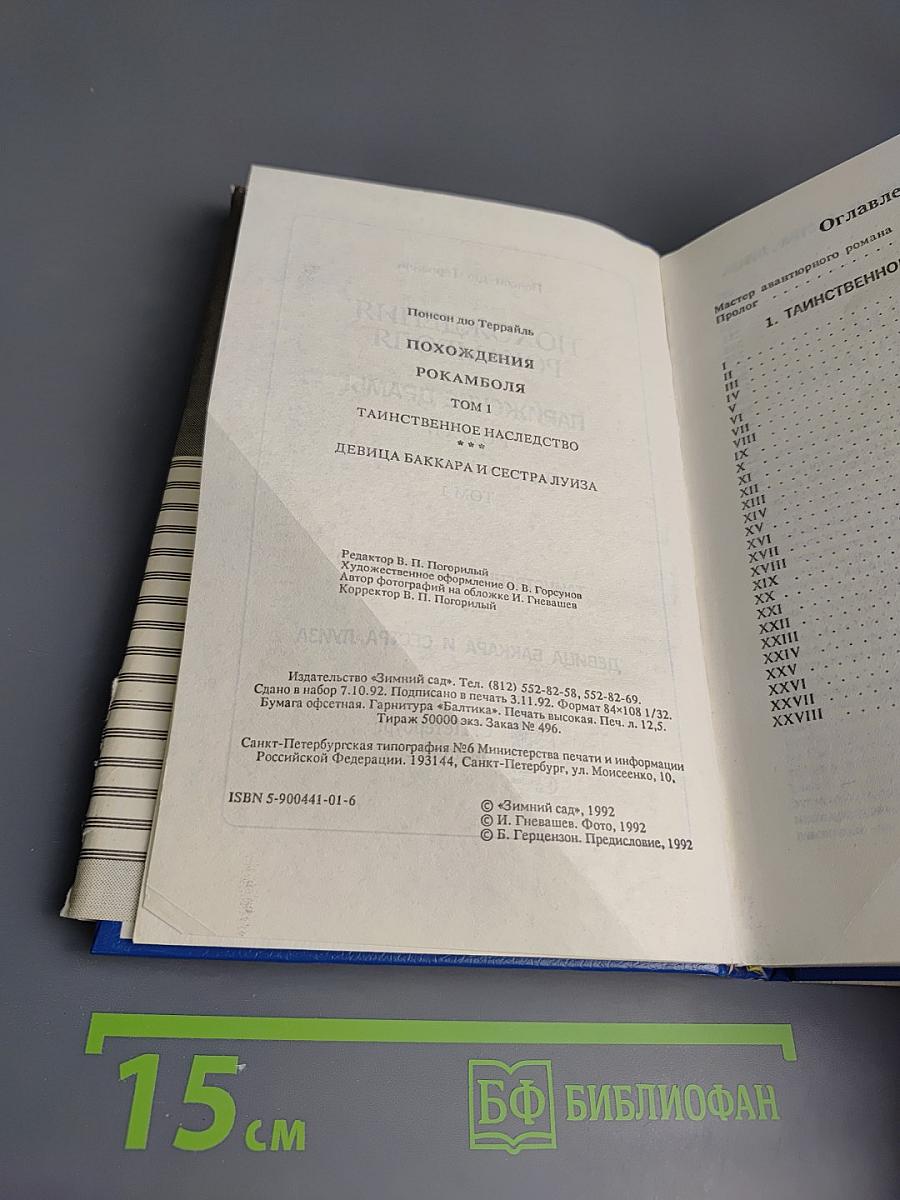 Понсон дю Террайль
ПОХОЖДЕНИЯ
РОКАМБОЛЯ
ТОМ 1
ТАИНСТВЕННОЕ НАСЛЕДСТВО
* * *
ДЕВИЦА БАККАРА И СЕСТРА ЛУИЗА
Редактор В. П. Погорилый
Художественное оформление О. В. Горсунов
Автор фотографий на обложке И. Гневашев
Корректор В. П. Погорилый
Издательство «Зимний сад». Тел. (812) 552-82-58, 552-82-69.
Сдано в набор 7.10.92. Подписано в печать 3.11.92. Формат 84×108 1/32.
Бумага офсетная. Гарнитура «Балтика». Печать высокая. Печ. л. 12,5.
Тираж 50000 экз. Заказ № 496.
Санкт-Петербургская типография №6 Министерства печати и информации
Российской Федерации. 193144, Санкт-Петербург, ул. Моисеенко, 10.
ISBN 5-900441-01-6
© «Зимний сад», 1992
© И. Гневашев. Фото, 1992
© Б. Герцензон. Предисловие, 1992
Оглавле
Мастер авантюрного романа
Пролог
1. ТАИНСТВЕННО
I
II
III
IV
V
VI
VII
VIII
IX
X
XI
XII
XIII
XIV
XV
XVI
XVII
XVIII
XIX
XX
XXI
XXII
XXIII
XXIV
XXV
XXVI
XXVII
XXVIII
15 см
БФ БИБЛИОФАН